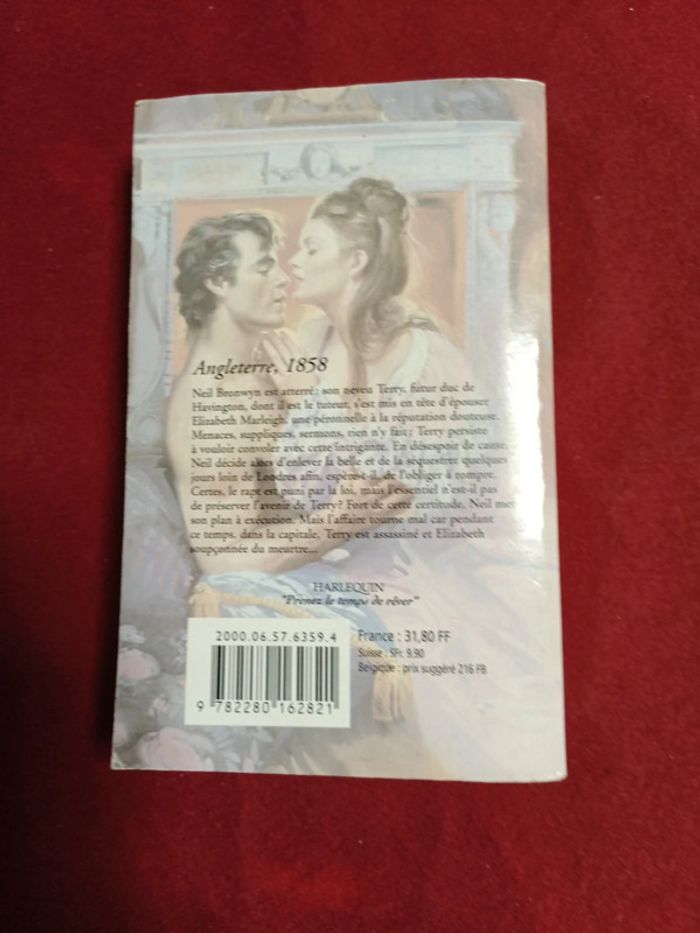 Angleterre, 1858
Neil Bronwyn est atterré : son neveu Terry, futur duc de
Havington, dont il est le tuteur, s'est mis en tête d'épouser
Elizabeth Marleigh, une péronnelle à la réputation douteuse.
Menaces, suppliques, sermons, rien n'y fait : Terry persiste
à vouloir convoler avec cette intrigante. En désespoir de cause,
Neil décide alors d'enlever la belle et de la séquestrer quelques
jours loin de Londres afin, espère-t-il, de l'obliger à rompre.
Certes, le rapt est puni par la loi, mais l'essentiel n'est-il pas
de préserver l'avenir de Terry ? Fort de cette certitude, Neil met
son plan à exécution. Mais l'affaire tourne mal car pendant
ce temps, dans la capitale, Terry est assassiné et Elizabeth
soupçonnée du meurtre...
HARLEQUIN
"Prenez le temps de rêver"
2000.06.57.6359.4
France : 31,80 FF
Suisse : SFr. 9.90
Belgique : prix suggéré 216 FB
9 782280 162821